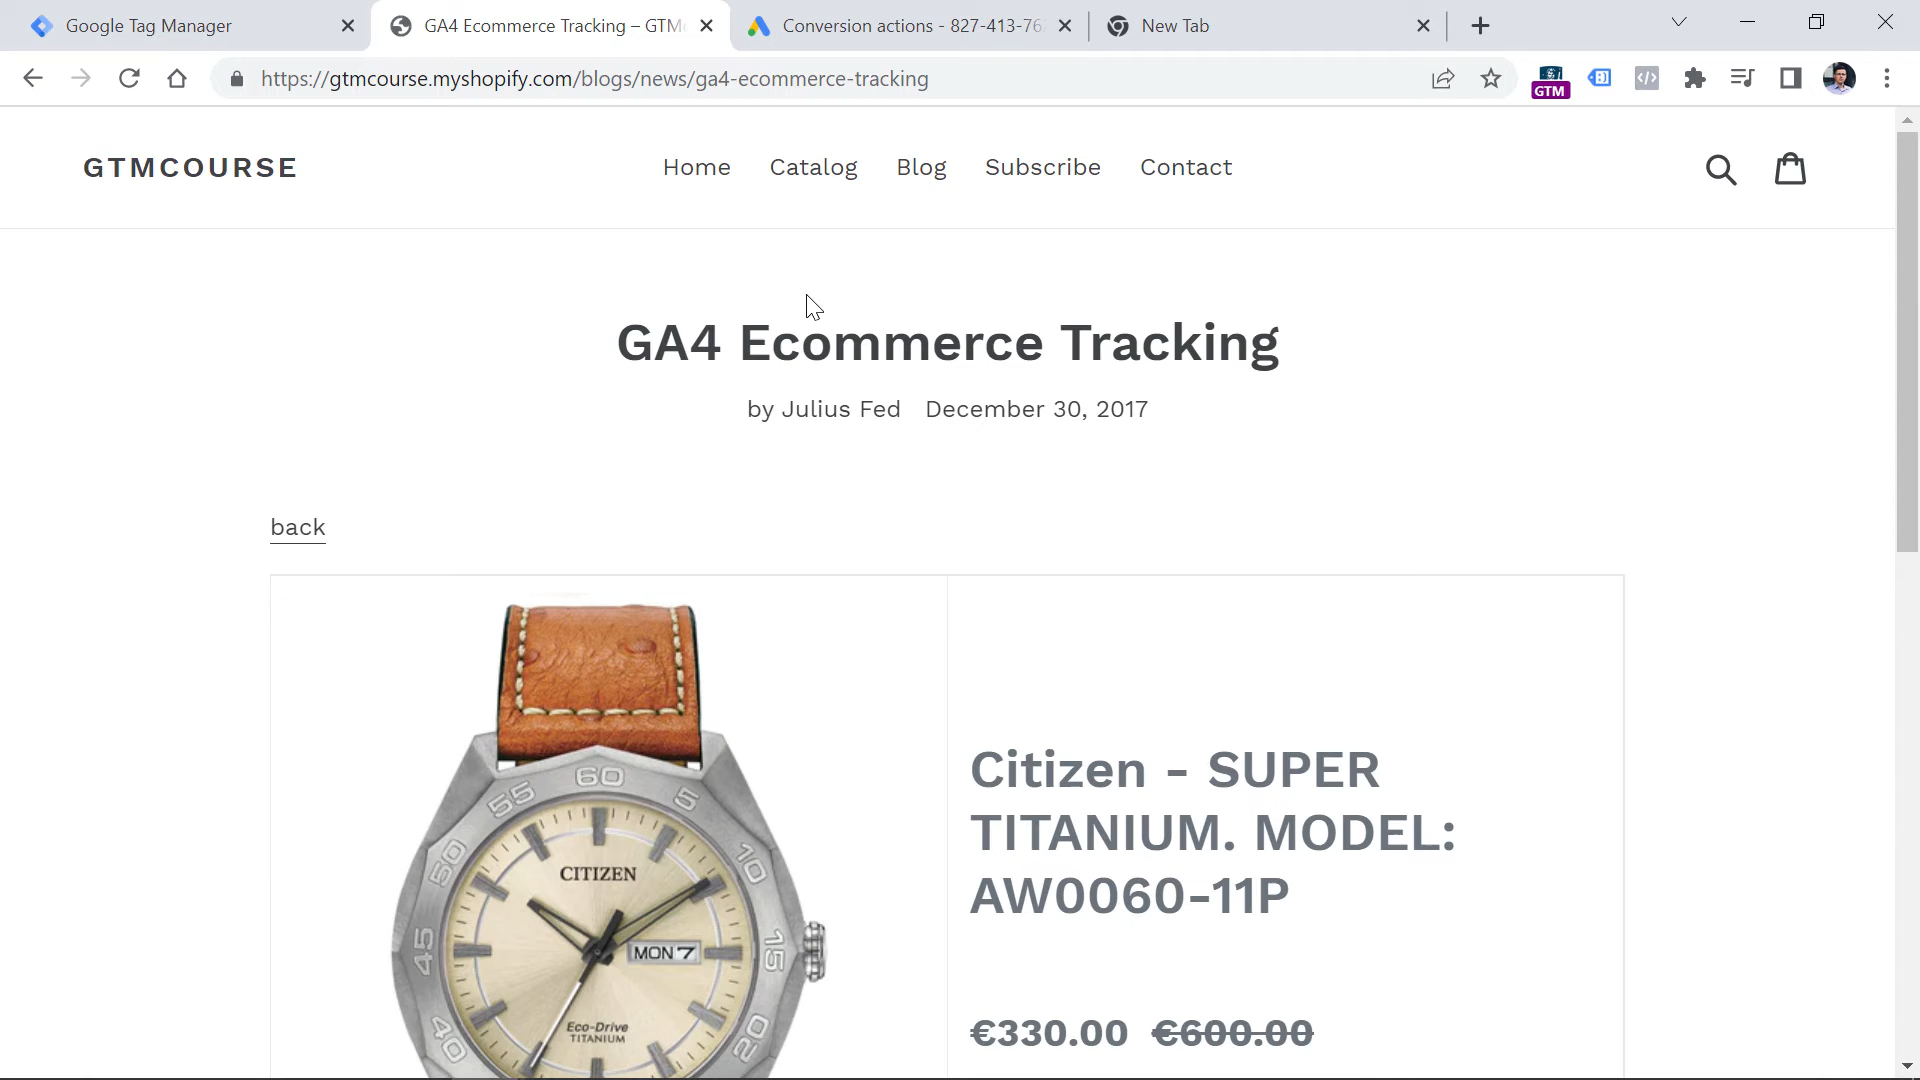 Google Tag Manager
GA4 Ecommerce Tracking – GTM
Conversion actions - 827-413-76
New Tab
https://gtmcourse.myshopify.com/blogs/news/ga4-ecommerce-tracking
GTM
GTMCOURSE
Home Catalog Blog Subscribe Contact
GA4 Ecommerce Tracking
by Julius Fed December 30, 2017
back
Citizen - SUPER
TITANIUM. MODEL:
AW0060-11P
€330.00 €600.00
60
55
5
50
10
CITIZEN
45
MON 7
15
Eco-Drive
TITANIUM
40
20